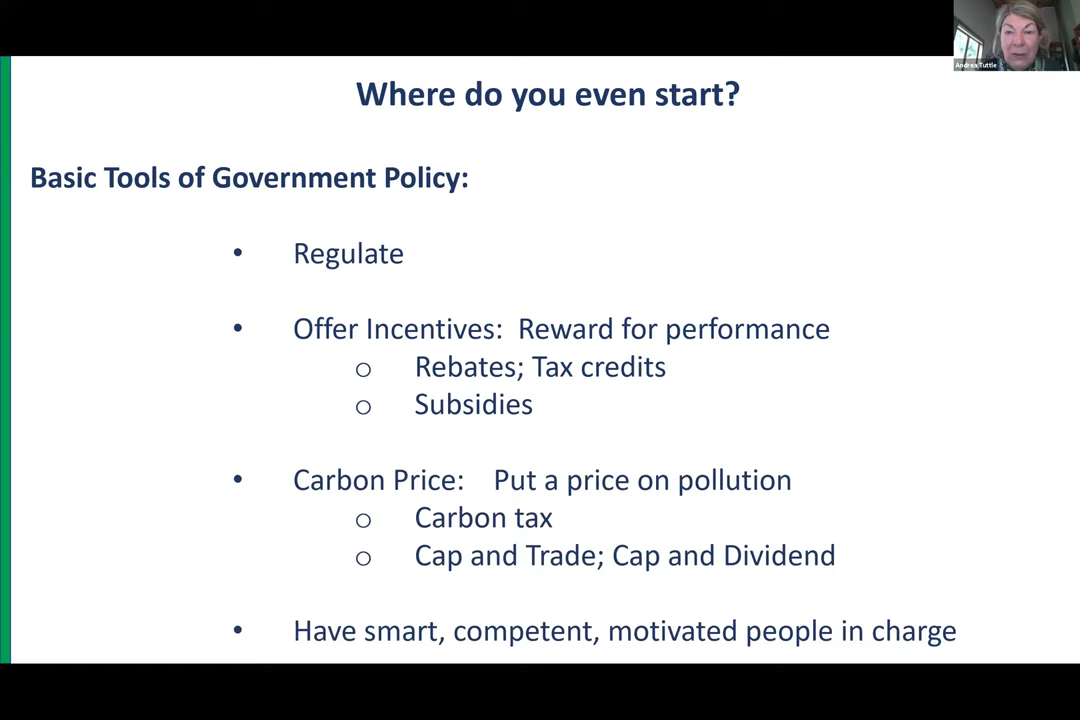 Andrea Tuttle
Where do you even start?
Basic Tools of Government Policy:
• Regulate
• Offer Incentives: Reward for performance
o Rebates; Tax credits
o Subsidies
• Carbon Price: Put a price on pollution
o Carbon tax
o Cap and Trade; Cap and Dividend
• Have smart, competent, motivated people in charge